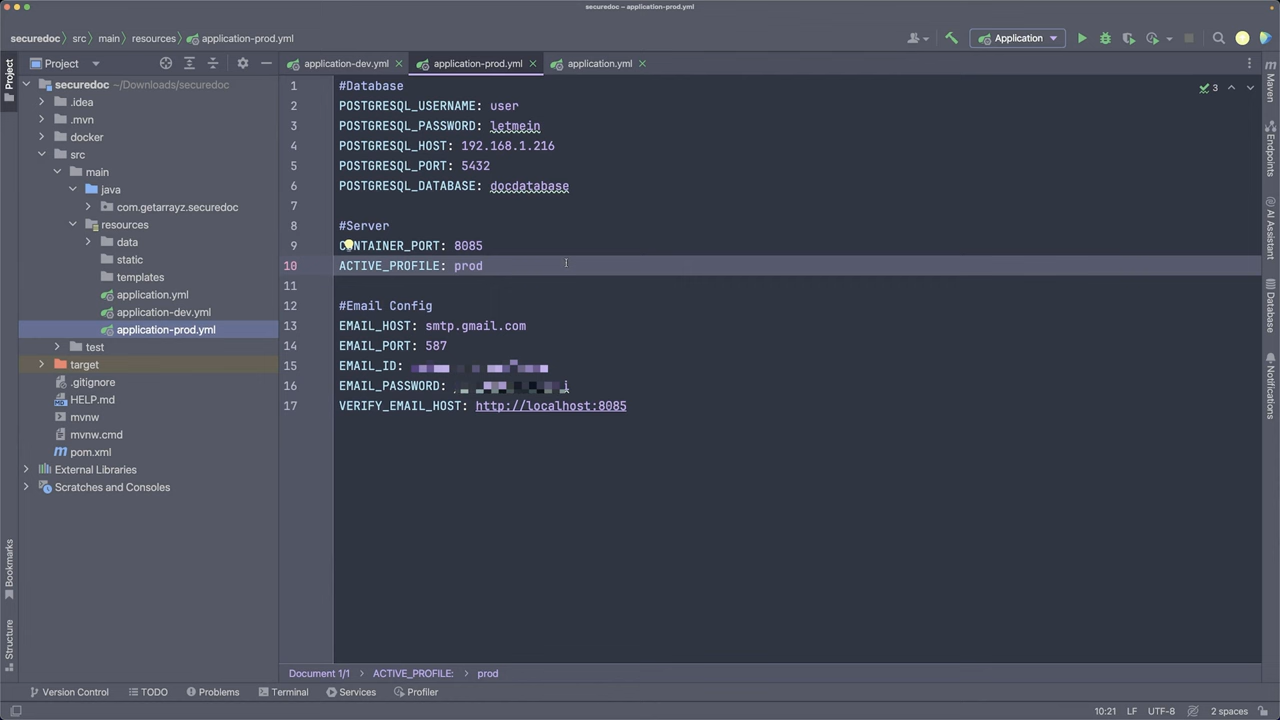 securedoc – application-prod.yml
securedoc src main resources application-prod.yml
Application
Project
application-dev.yml
application-prod.yml
application.yml
Project
securedoc ~/Downloads/securedoc
.idea
.mvn
docker
src
main
java
com.getarrayz.securedoc
resources
data
static
templates
application.yml
application-dev.yml
application-prod.yml
test
target
.gitignore
HELP.md
mvnw
mvnw.cmd
pom.xml
External Libraries
Scratches and Consoles
Bookmarks
Structure
1 #Database
2 POSTGRESQL_USERNAME: user
3 POSTGRESQL_PASSWORD: letmein
4 POSTGRESQL_HOST: 192.168.1.216
5 POSTGRESQL_PORT: 5432
6 POSTGRESQL_DATABASE: docdatabase
7
8 #Server
9 CONTAINER_PORT: 8085
10 ACTIVE_PROFILE: prod
11
12 #Email Config
13 EMAIL_HOST: smtp.gmail.com
14 EMAIL_PORT: 587
15 EMAIL_ID:
16 EMAIL_PASSWORD:
17 VERIFY_EMAIL_HOST: http://localhost:8085
3
Maven
Endpoints
AI Assistant
Database
Notifications
Document 1/1 ACTIVE_PROFILE: prod
Version Control TODO Problems Terminal Services Profiler
10:21 LF UTF-8 2 spaces